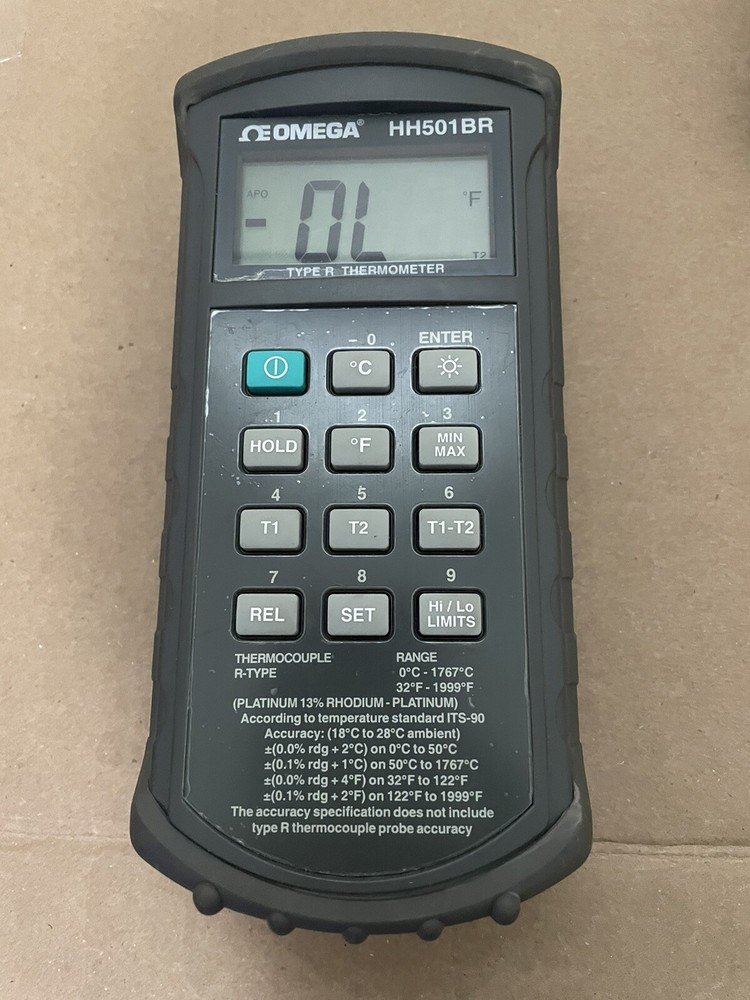 OMEGA® HH501BR
APO
- OL °F
T2
TYPE R THERMOMETER
- 0 ENTER
°C
1 2 3
HOLD °F MIN MAX
4 5 6
T1 T2 T1-T2
7 8 9
REL SET Hi / Lo LIMITS
THERMOCOUPLE RANGE
R-TYPE 0°C - 1767°C
32°F - 1999°F
(PLATINUM 13% RHODIUM - PLATINUM)
According to temperature standard ITS-90
Accuracy: (18°C to 28°C ambient)
±(0.0% rdg + 2°C) on 0°C to 50°C
±(0.1% rdg + 1°C) on 50°C to 1767°C
±(0.0% rdg + 4°F) on 32°F to 122°F
±(0.1% rdg + 2°F) on 122°F to 1999°F
The accuracy specification does not include
type R thermocouple probe accuracy